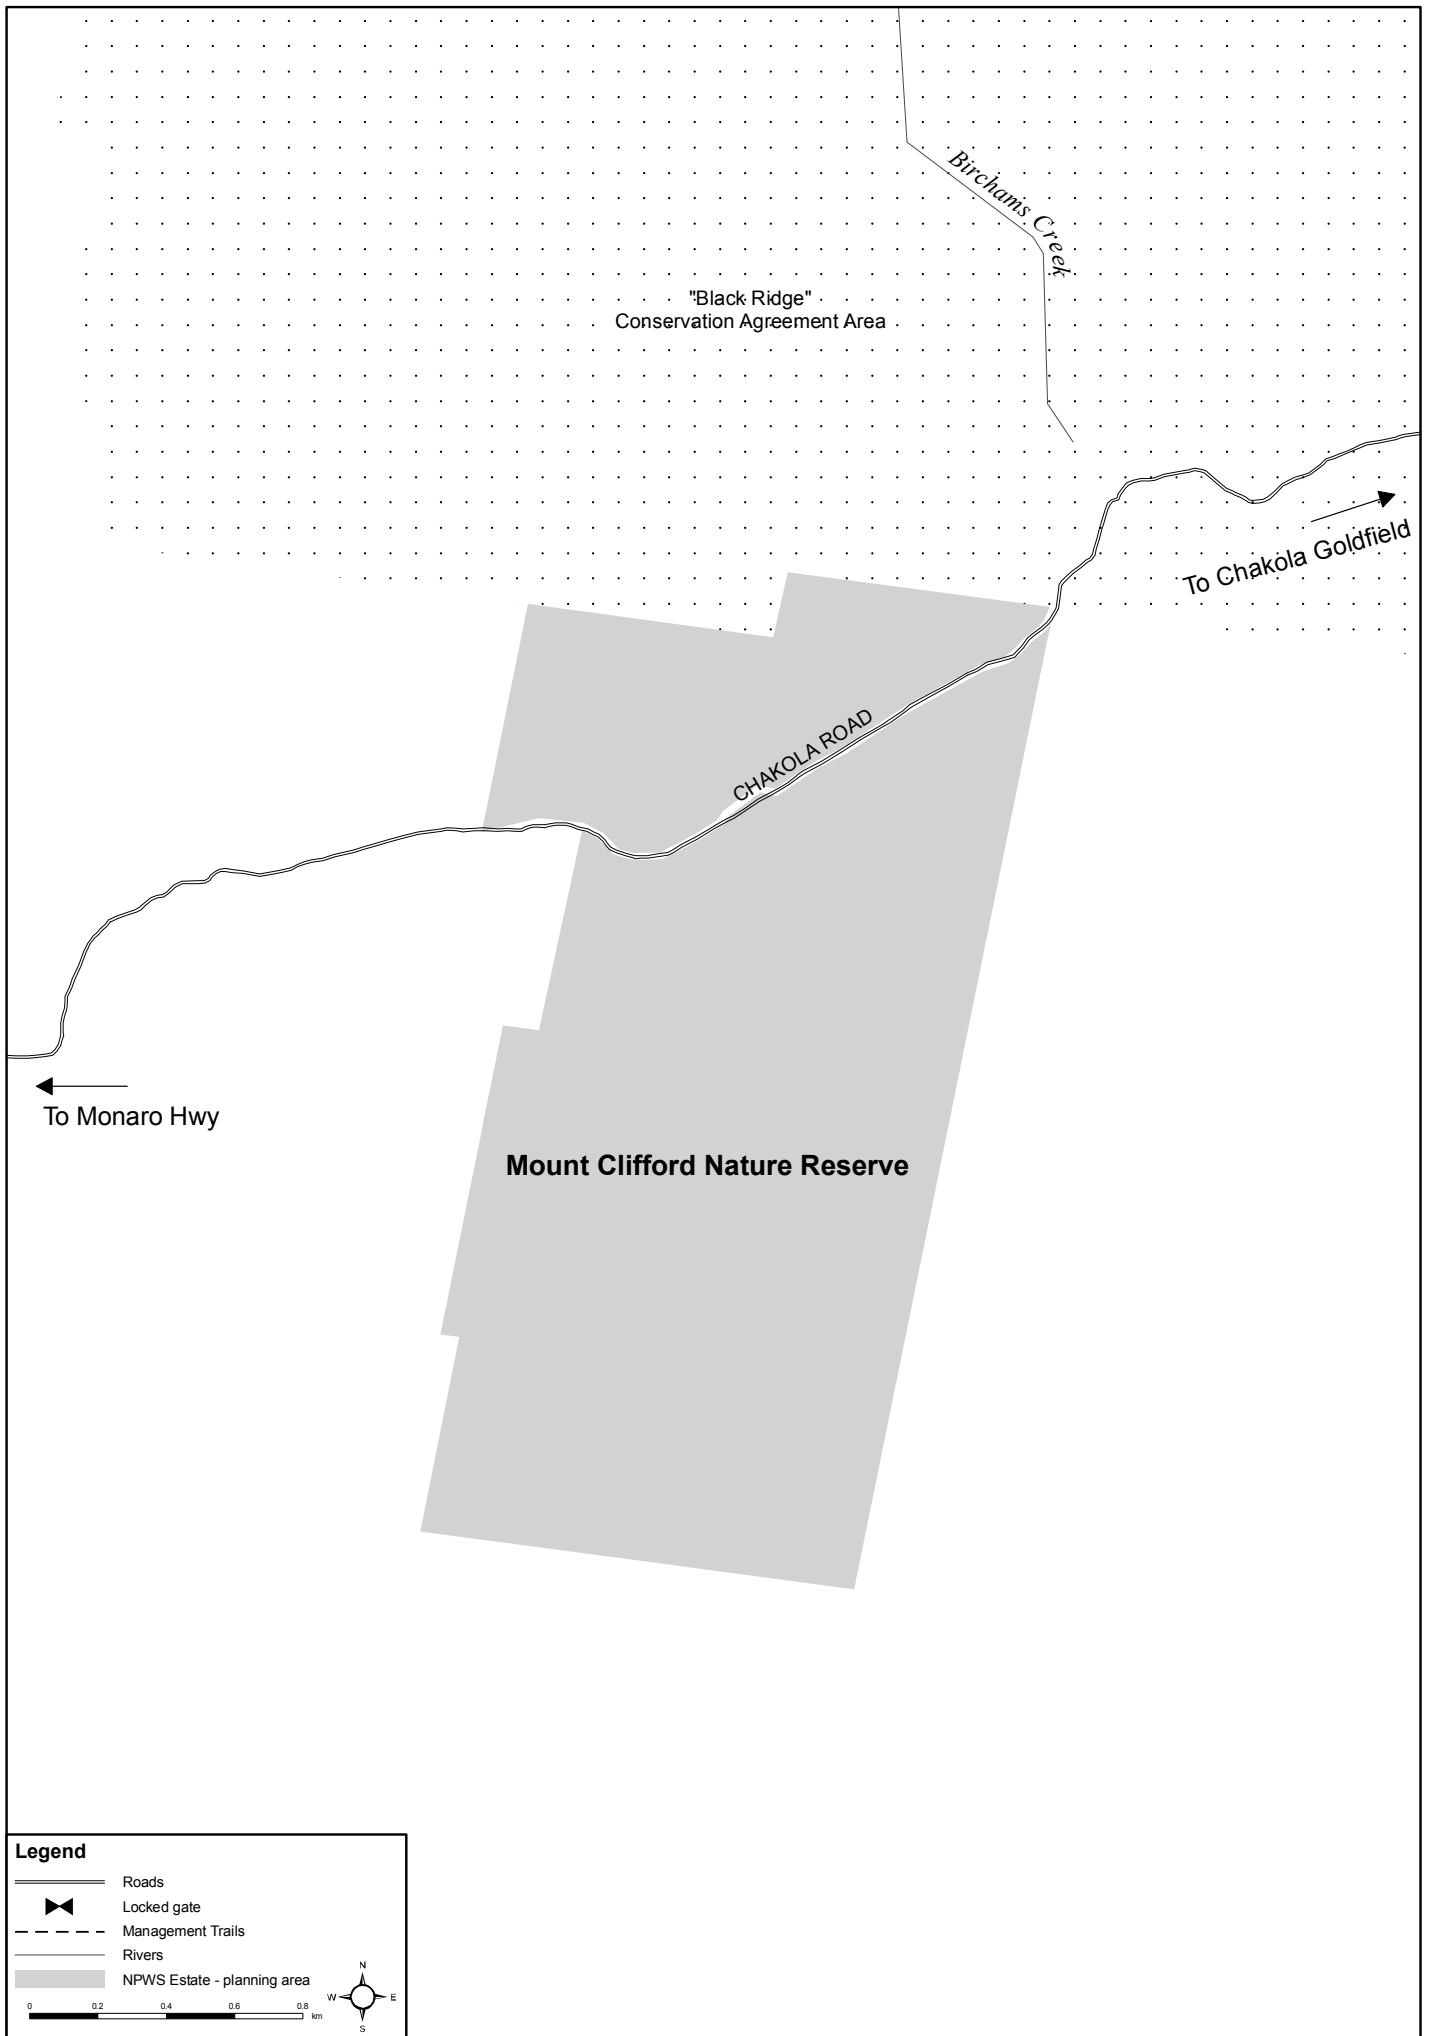 Birchams Creek
"Black Ridge"
Conservation Agreement Area
To Chakola Goldfield
CHAKOLA ROAD
To Monaro Hwy
Mount Clifford Nature Reserve
Legend
Roads
Locked gate
Management Trails
Rivers
NPWS Estate - planning area
0 0.2 0.4 0.6 0.8
km
N
W E
S